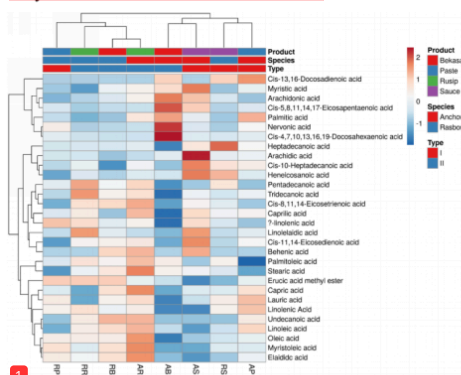 Product
Species
Type
Cis-13,16-Docosadienoic acid
Myristic acid
Arachidonic acid
Cis-5,8,11,14,17-Eicosapentaenoic acid
Palmitic acid
Nervonic acid
Cis-4,7,10,13,16,19-Docosahexaenoic acid
Heptadecanoic acid
Arachidic acid
Cis-10-Heptadecanoic acid
Heneicosanoic acid
Pentadecanoic acid
Tridecanoic acid
Cis-8,11,14-Eicosetrienoic acid
Caprilic acid
?-linolenic acid
Linolelaidic acid
Cis-11,14-Eicosedienoic acid
Behenic acid
Palmitoleic acid
Stearic acid
Erucic acid methyl ester
Capric acid
Lauric acid
Linolenic Acid
Undecanoic acid
Linoleic acid
Oleic acid
Myristoleic acid
Elaididc acid
RP
RR
RB
AR
AB
AS
RS
AP
2
1
0
-1
Product
Bekasa
Paste
Rusip
Sauce
Species
Ancho
Rasbo
Type
I
II
1